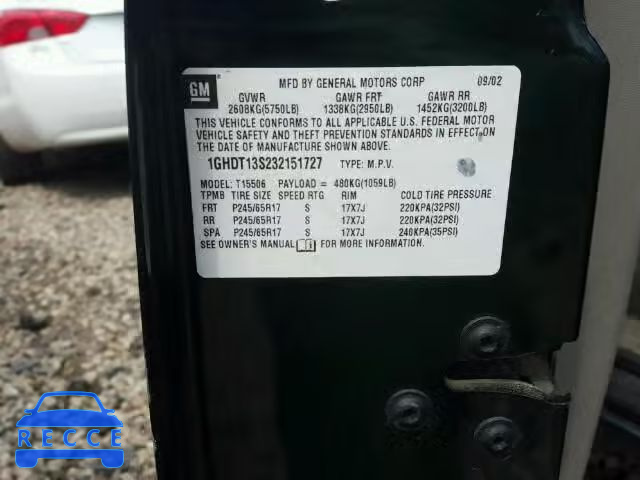 GM
MFD BY GENERAL MOTORS CORP 09/02
GVWR GAWR FRT GAWR RR
2608KG(5750LB) 1338KG(2950LB) 1452KG(3200LB)
THIS VEHICLE CONFORMS TO ALL APPLICABLE U.S. FEDERAL MOTOR
VEHICLE SAFETY AND THEFT PREVENTION STANDARDS IN EFFECT ON
THE DATE OF MANUFACTURE SHOWN ABOVE.
1GHDT13S232151727 TYPE: M.P.V.
MODEL: T15506 PAYLOAD = 480KG(1059LB)
TPMB TIRE SIZE SPEED RTG RIM COLD TIRE PRESSURE
FRT P245/65R17 S 17X7J 220KPA(32PSI)
RR P245/65R17 S 17X7J 220KPA(32PSI)
SPA P245/65R17 S 17X7J 240KPA(35PSI)
SEE OWNER'S MANUAL FOR MORE INFORMATION.
RECCE